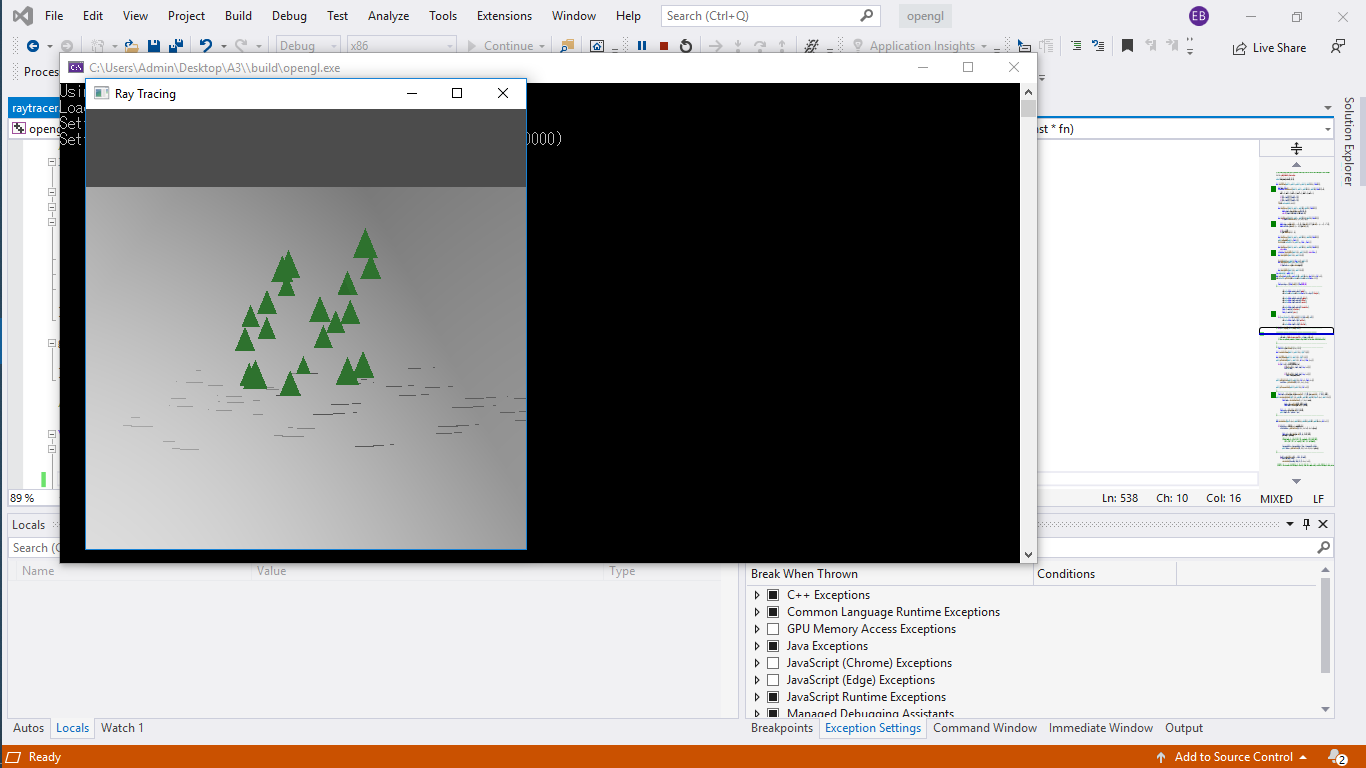 File Edit View Project Build Debug Test Analyze Tools Extensions Window Help Search (Ctrl+Q) opengl EB
Debug x86 Continue Application Insights Live Share
Proces
C:\Users\Admin\Desktop\A3\\build\opengl.exe
Usi
Ray Tracing
Loa
raytracer
Set
openg
ast * fn)
Set
0000)
Solution Explorer
89 % Ln: 538 Ch: 10 Col: 16 MIXED LF
Locals
Search (C
Name Value Type
Break When Thrown Conditions
C++ Exceptions
Common Language Runtime Exceptions
GPU Memory Access Exceptions
Java Exceptions
JavaScript (Chrome) Exceptions
JavaScript (Edge) Exceptions
JavaScript Runtime Exceptions
Managed Debugging Assistants
Autos Locals Watch 1
Breakpoints Exception Settings Command Window Immediate Window Output
Ready Add to Source Control 2